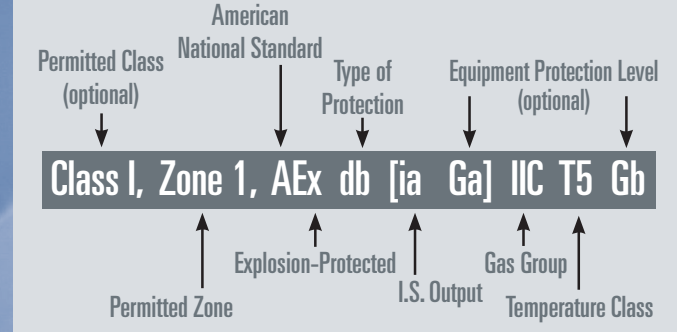 American
National Standard
Permitted Class
(optional)
Type of
Protection
Equipment Protection Level
(optional)
Class I, Zone 1, AEx db [ia Ga] IIC T5 Gb
Explosion-Protected
Gas Group
I.S. Output
Permitted Zone
Temperature Class